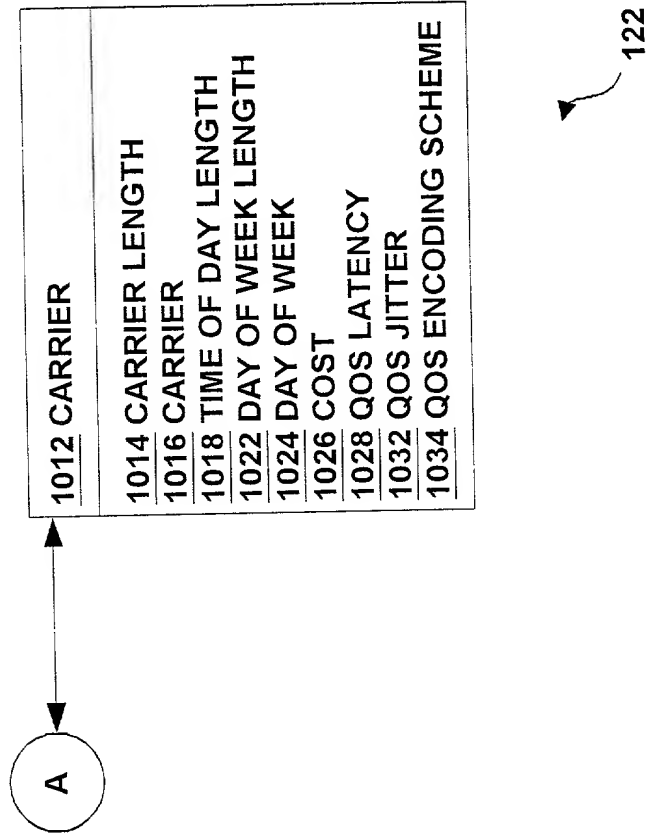 A
1012 CARRIER
1014 CARRIER LENGTH
1016 CARRIER
1018 TIME OF DAY LENGTH
1022 DAY OF WEEK LENGTH
1024 DAY OF WEEK
1026 COST
1028 QOS LATENCY
1032 QOS JITTER
1034 QOS ENCODING SCHEME
122